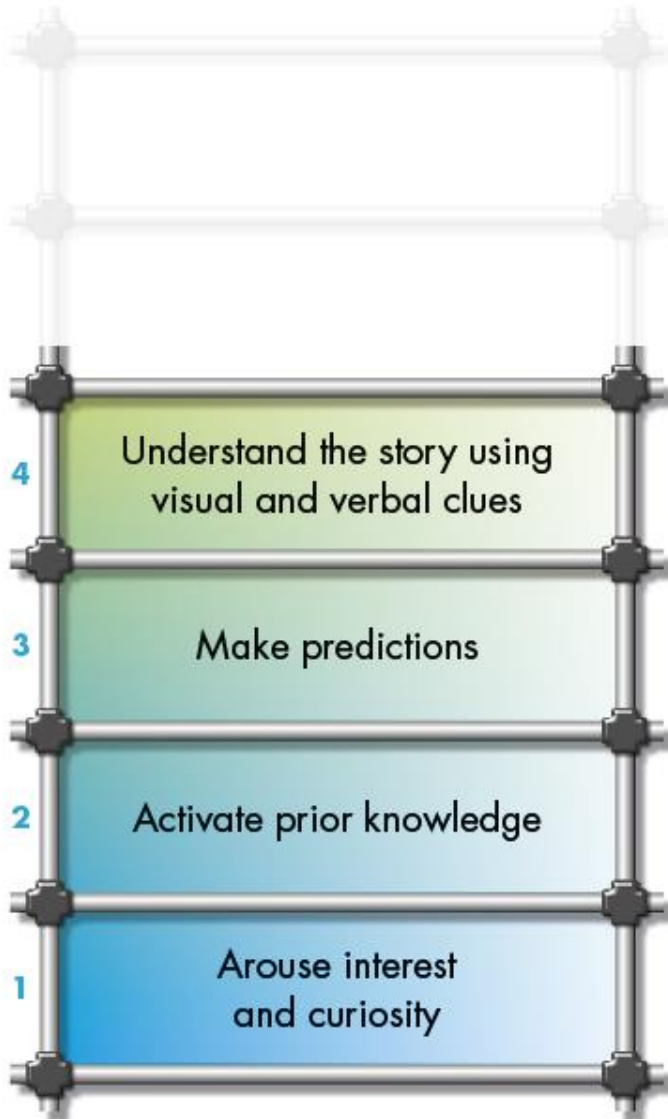 4
Understand the story using
visual and verbal clues
3
Make predictions
2
Activate prior knowledge
1
Arouse interest
and curiosity